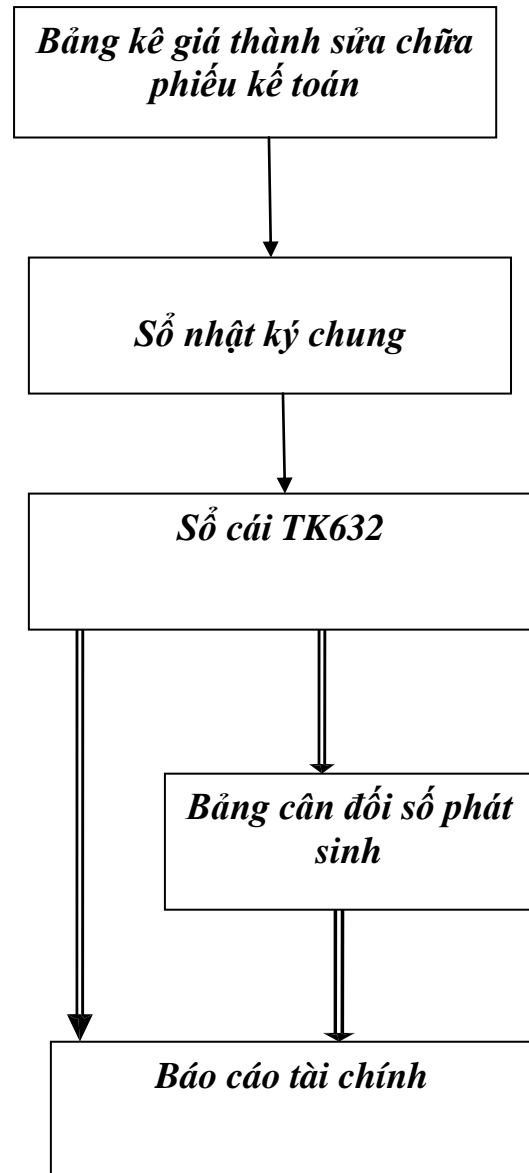 Bảng kê giá thành sửa chữa
phiếu kế toán
Sổ nhật ký chung
Sổ cái TK632
Bảng cân đối số phát
sinh
Báo cáo tài chính